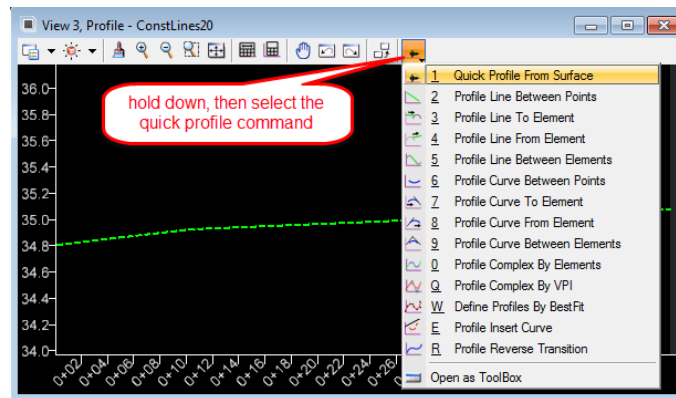 View 3, Profile - ConstLines20
hold down, then select the
quick profile command
1 Quick Profile From Surface
2 Profile Line Between Points
3 Profile Line To Element
4 Profile Line From Element
5 Profile Line Between Elements
6 Profile Curve Between Points
7 Profile Curve To Element
8 Profile Curve From Element
9 Profile Curve Between Elements
0 Profile Complex By Elements
Q Profile Complex By VPI
W Define Profiles By BestFit
E Profile Insert Curve
R Profile Reverse Transition
Open as ToolBox
36.0
35.8
35.6
35.4
35.2
35.0
34.8
34.6
34.4
34.2
34.0
0+02 0+04 0+06 0+08 0+10 0+12 0+14 0+16 0+18 0+20 0+22 0+24 0+26